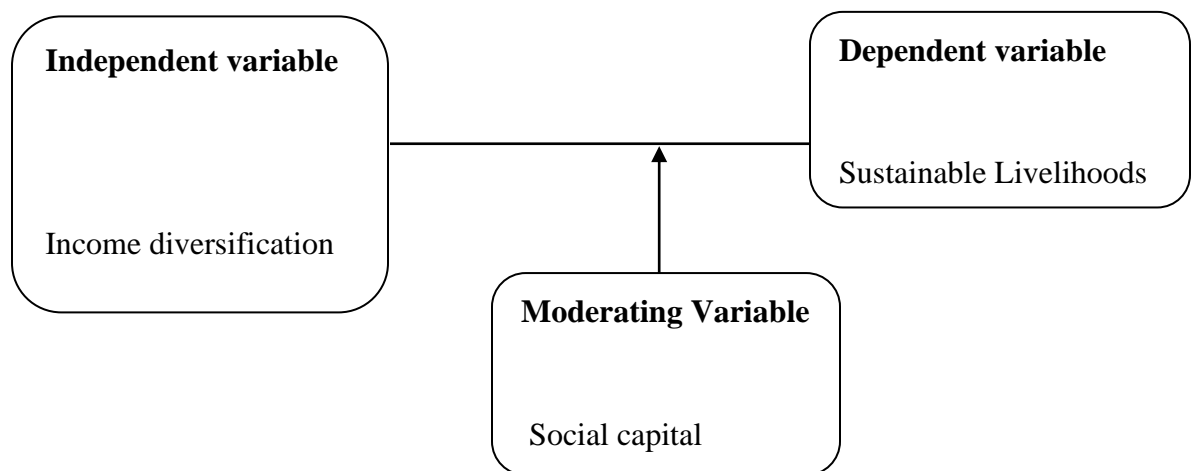 Independent variable
Income diversification
Dependent variable
Sustainable Livelihoods
Moderating Variable
Social capital